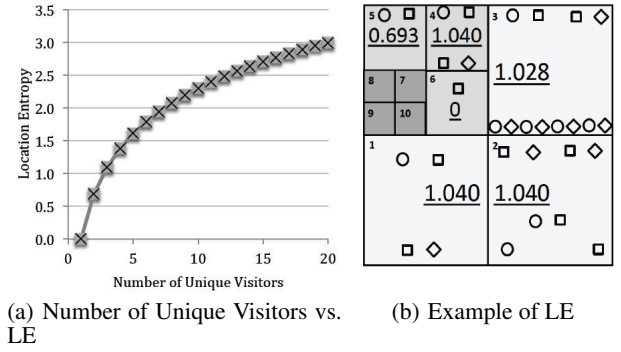 3.5
3.0
2.5
2.0
1.5
1.0
0.5
0.0
0 5 10 15 20
Location Entropy
Number of Unique Visitors
5 4 3
0.693 1.040
1.028
8 7 6
0
9 10
1 2
1.040 1.040
(a) Number of Unique Visitors vs.
LE
(b) Example of LE